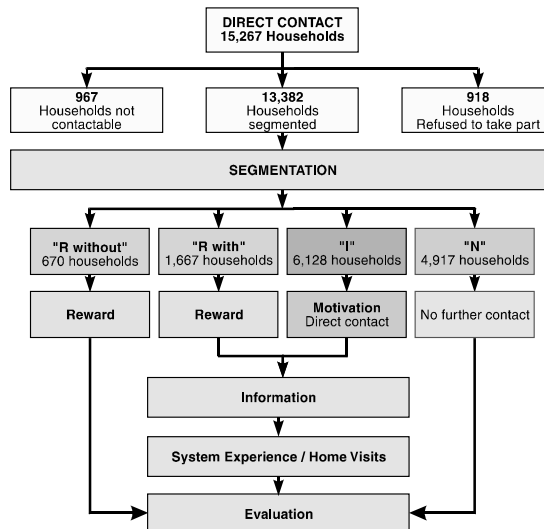 DIRECT CONTACT
15,267 Households
967
Households not
contactable
13,382
Households
segmented
918
Households
Refused to take part
SEGMENTATION
"R without"
670 households
"R with"
1,667 households
"I"
6,128 households
"N"
4,917 households
Reward
Reward
Motivation
Direct contact
No further contact
Information
System Experience / Home Visits
Evaluation